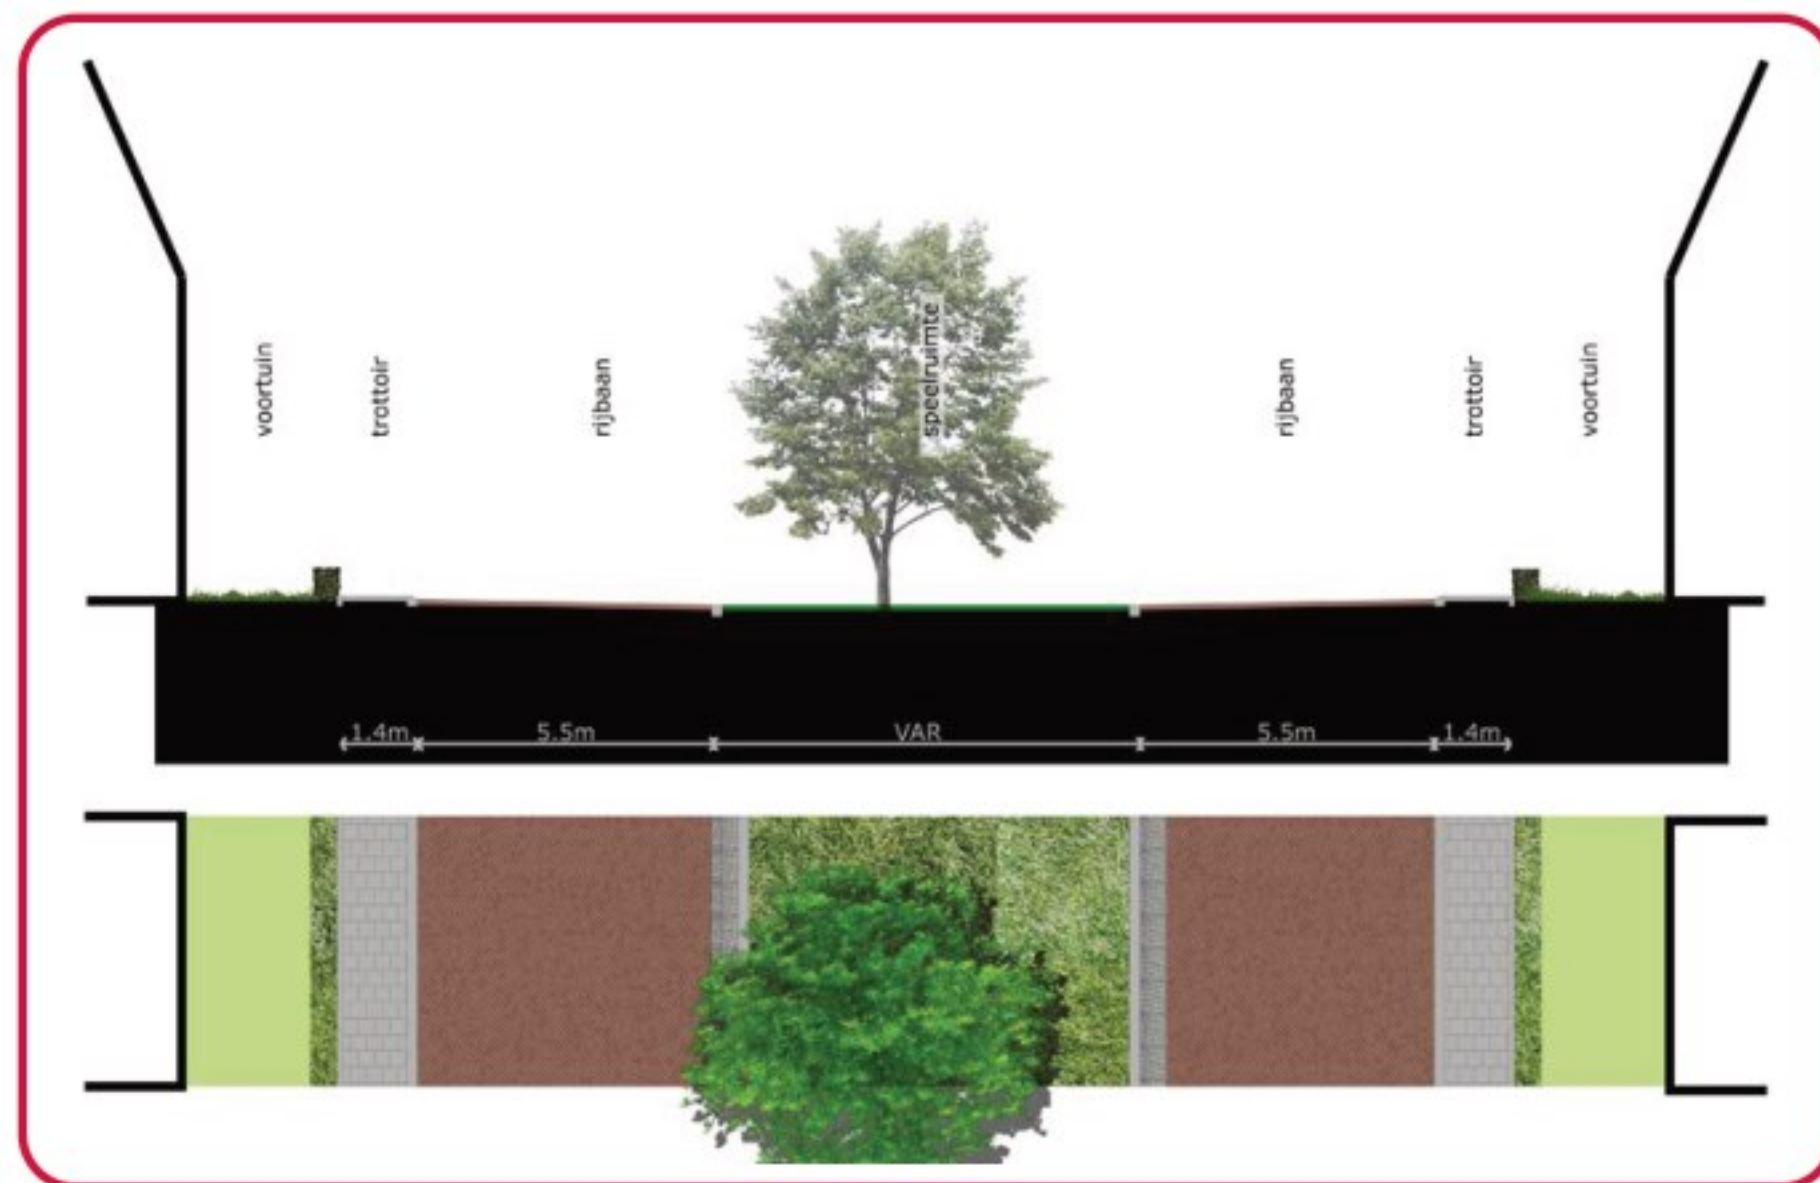 voortuin
trottoir
rijbaan
speelruimte
rijbaan
trottoir
voortuin
1.4m
5.5m
VAR
5.5m
1.4m